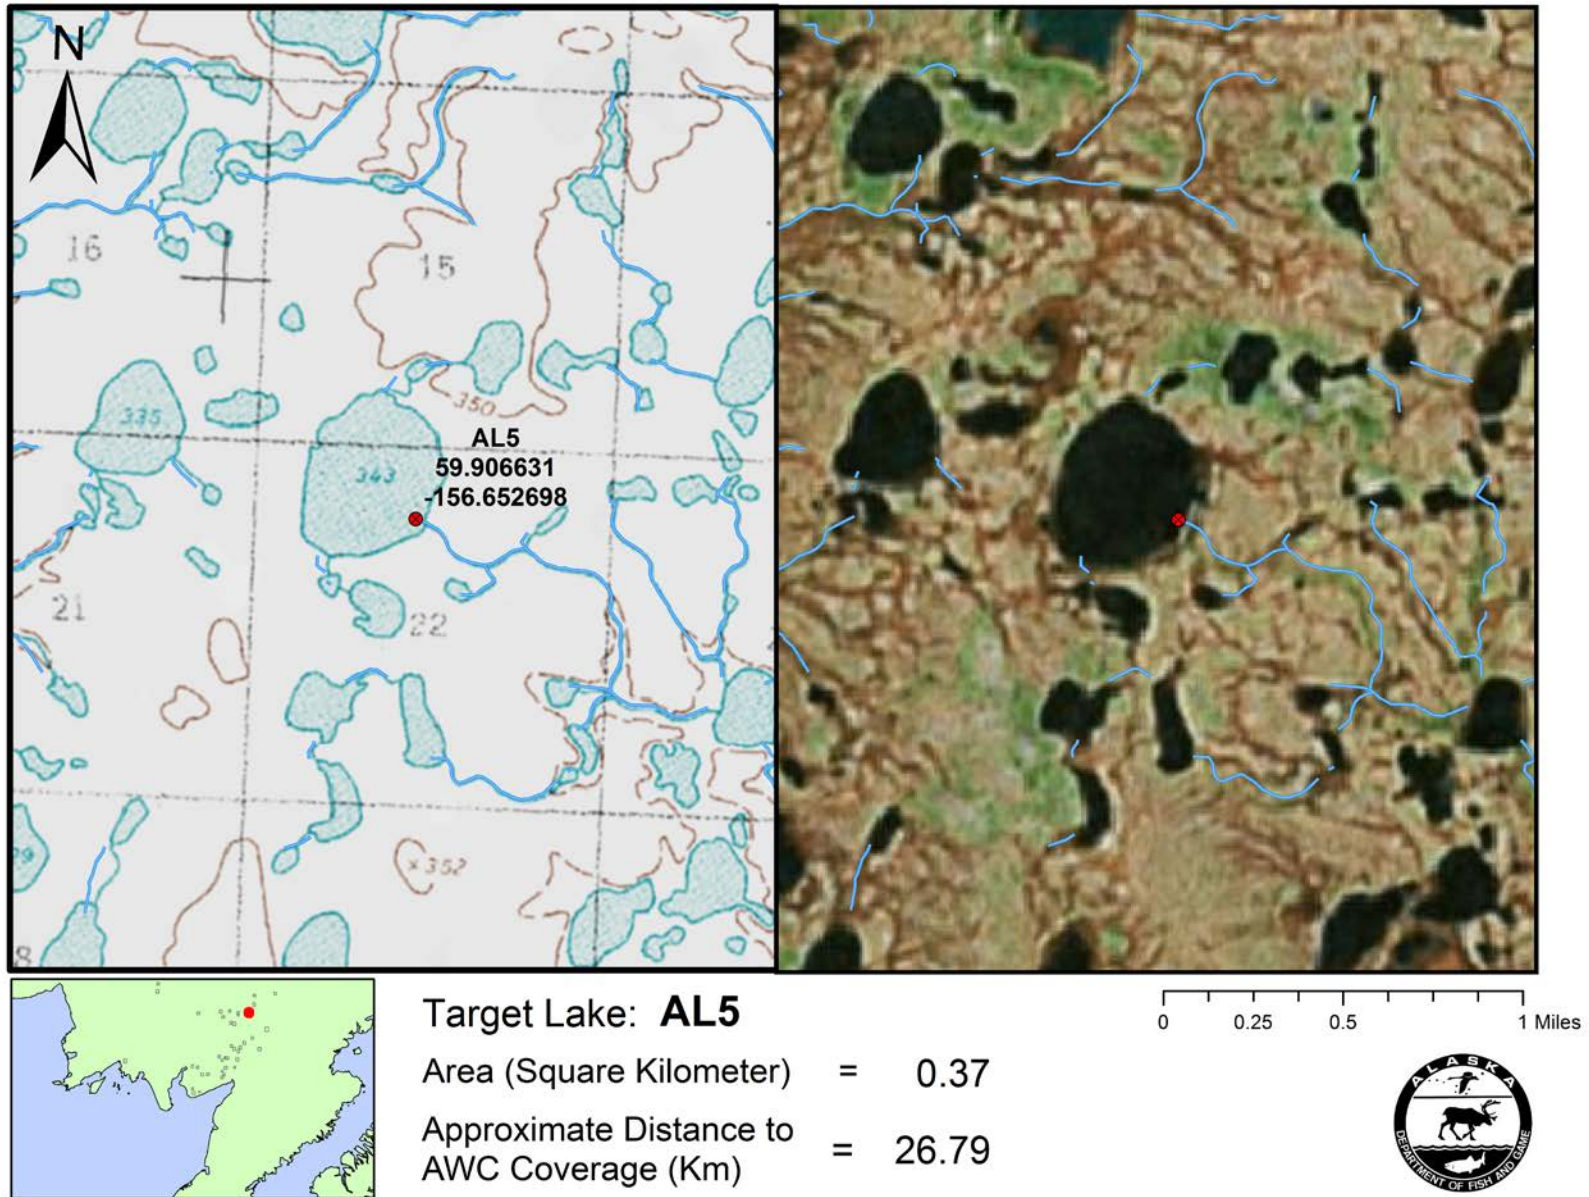 N
16
15
335
350
343
AL5
59.906631
-156.652698
21
22
x 352
8
Target Lake: AL5
Area (Square Kilometer) = 0.37
Approximate Distance to
AWC Coverage (Km) = 26.79
0 0.25 0.5 1 Miles
ALASKA
DEPARTMENT OF FISH AND GAME